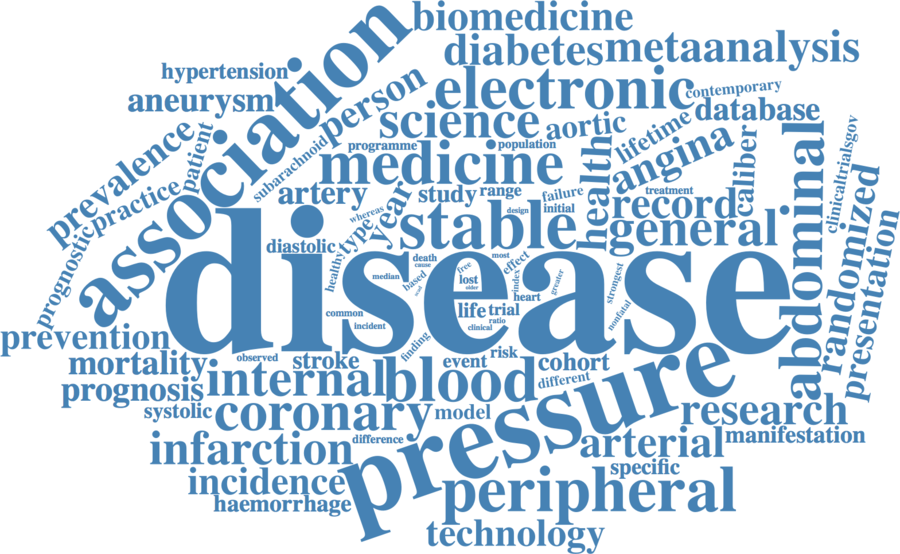 biomedicine
diabetes
metaanalysis
hypertension
association
aneurysm
person
electronic
contemporary
science
aortic
lifetime
database
prevalence
patient
subarachnoid
programme
population
medicine
angina
caliber
health
abdominal
clinicaltrialsgov
practice
artery
year
study
range
failure
treatment
whereas
design
initial
record
randomized
prognostic
type
stable
general
presentation
diastolic
disease
healthy
median
death
cause
based
most
free
lost
older
effect
index
heart
greater
strongest
nonfatal
common
incident
life
trial
ratio
clinical
prevention
finding
mortality
observed
stroke
event
risk
cohort
prognosis
internal
blood
different
pressure
systolic
coronary
model
research
infarction
difference
arterial
manifestation
specific
incidence
peripheral
haemorrhage
technology